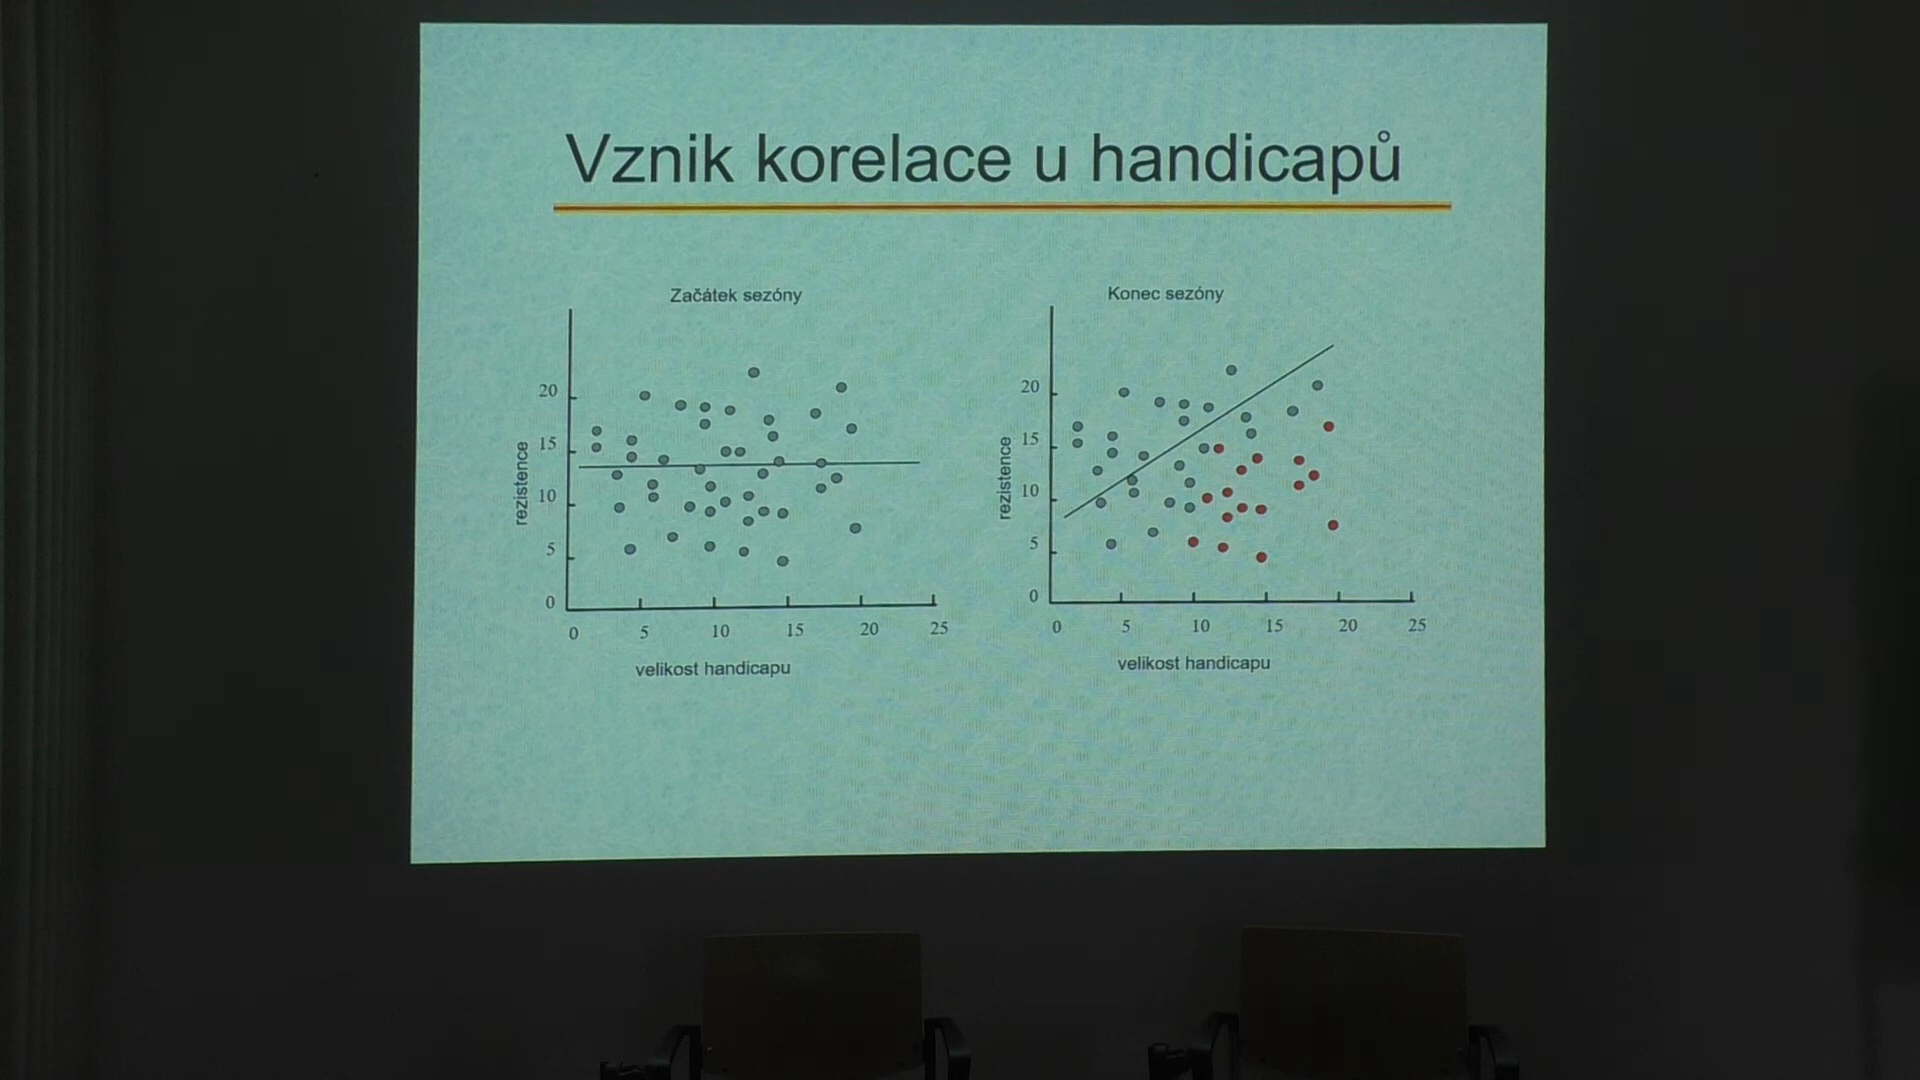 Vznik korelace u handicapů
Začátek sezóny
20
15
10
5
0
rezistence
0 5 10 15 20 25
velikost handicapu
Konec sezóny
20
15
10
5
0
rezistence
0 5 10 15 20 25
velikost handicapu